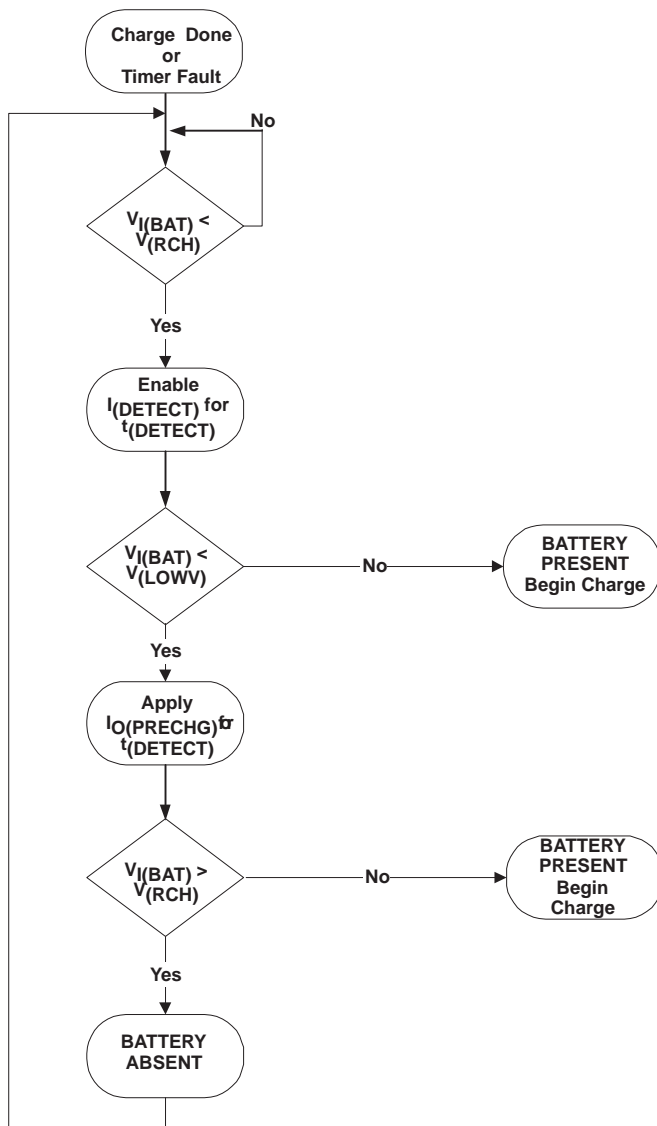 Charge Done
or
Timer Fault
No
VI(BAT) <
V(RCH)
Yes
Enable
I(DETECT) for
t(DETECT)
VI(BAT) <
V(LOWV)
No
BATTERY
PRESENT
Begin Charge
Yes
Apply
IO(PRECHG) for
t(DETECT)
VI(BAT) >
V(RCH)
No
BATTERY
PRESENT
Begin
Charge
Yes
BATTERY
ABSENT